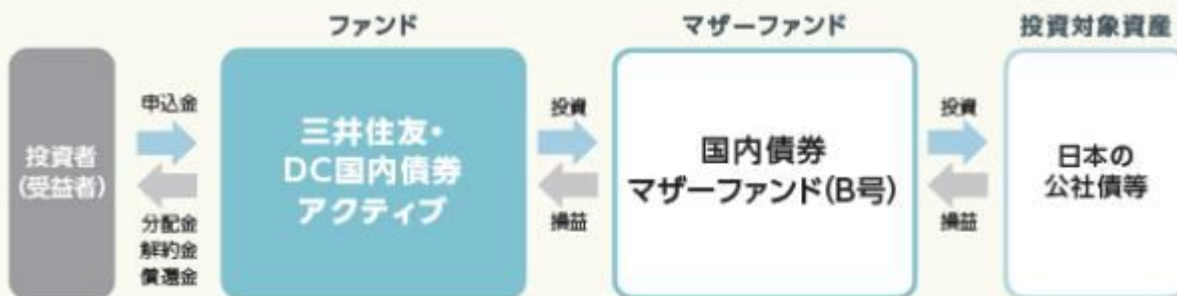 ファンド
マザーファンド
投資対象資産
投資者
(受益者)
申込金
分配金
解約金
償還金
三井住友・
DC国内債券
アクティブ
投資
損益
国内債券
マザーファンド(B号)
投資
損益
日本の
公社債等